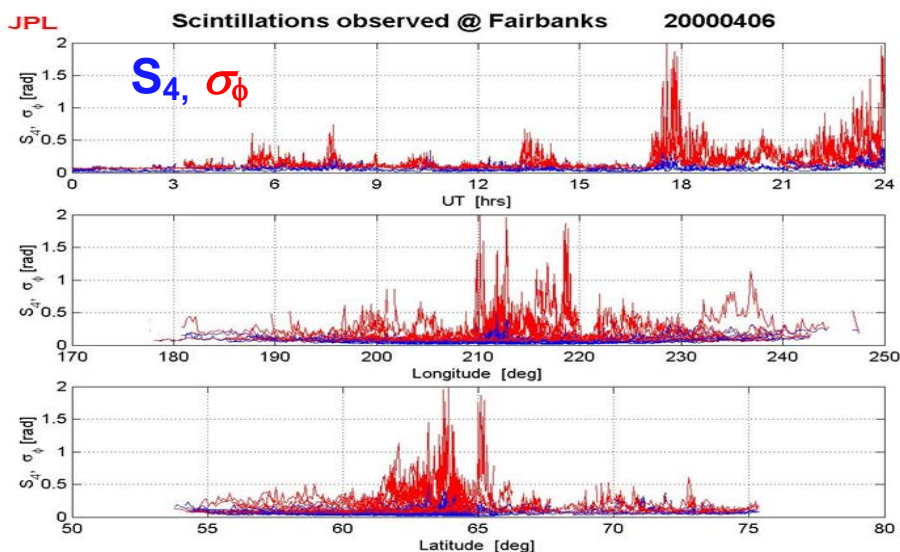 JPL Scintillations observed @ Fairbanks 20000406
S4, σϕ
S4, σϕ [rad]
2
1.5
1
0.5
0
0 3 6 9 12 15 18 21 24
UT [hrs]
S4, σϕ [rad]
2
1.5
1
0.5
0
170 180 190 200 210 220 230 240 250
Longitude [deg]
S4, σϕ [rad]
2
1.5
1
0.5
0
50 55 60 65 70 75 80
Latitude [deg]